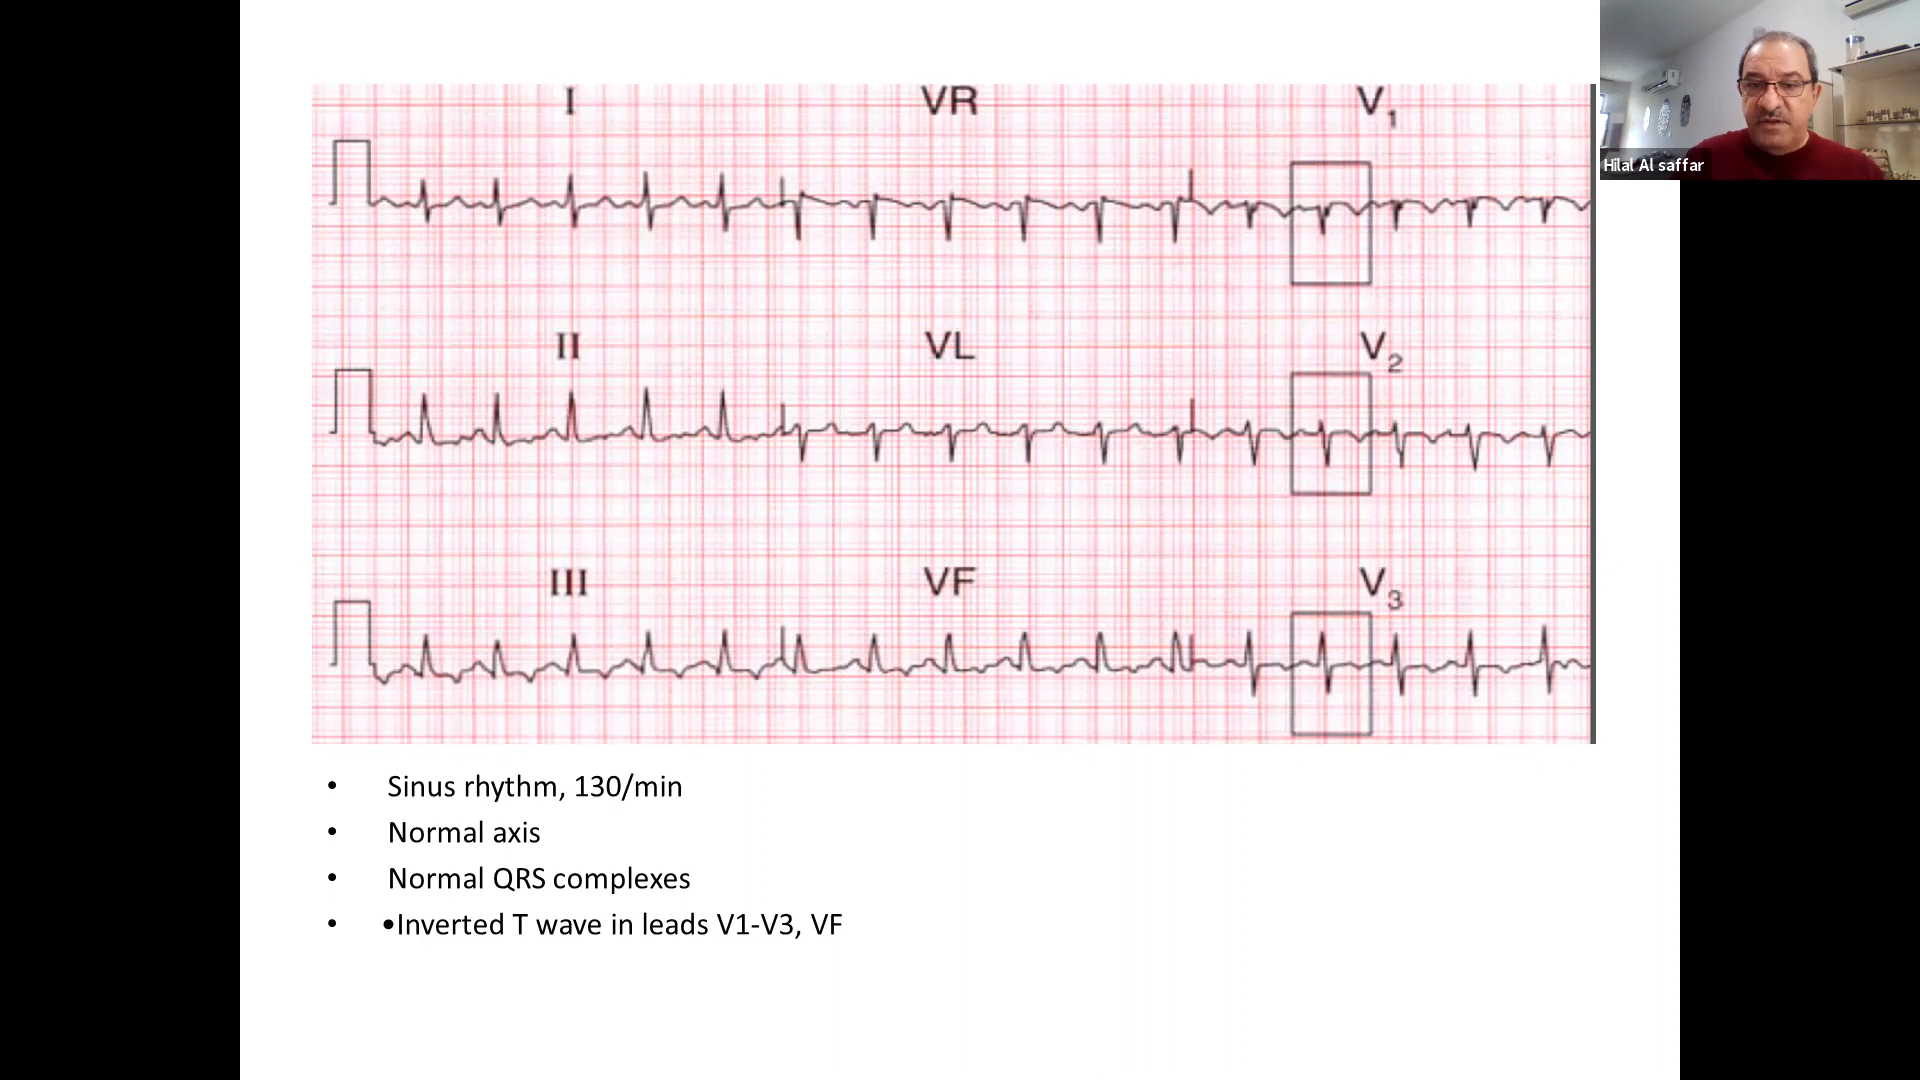 I VR V1
Hilal Al saffar
II VL V2
III VF V3
• Sinus rhythm, 130/min
• Normal axis
• Normal QRS complexes
• •Inverted T wave in leads V1-V3, VF